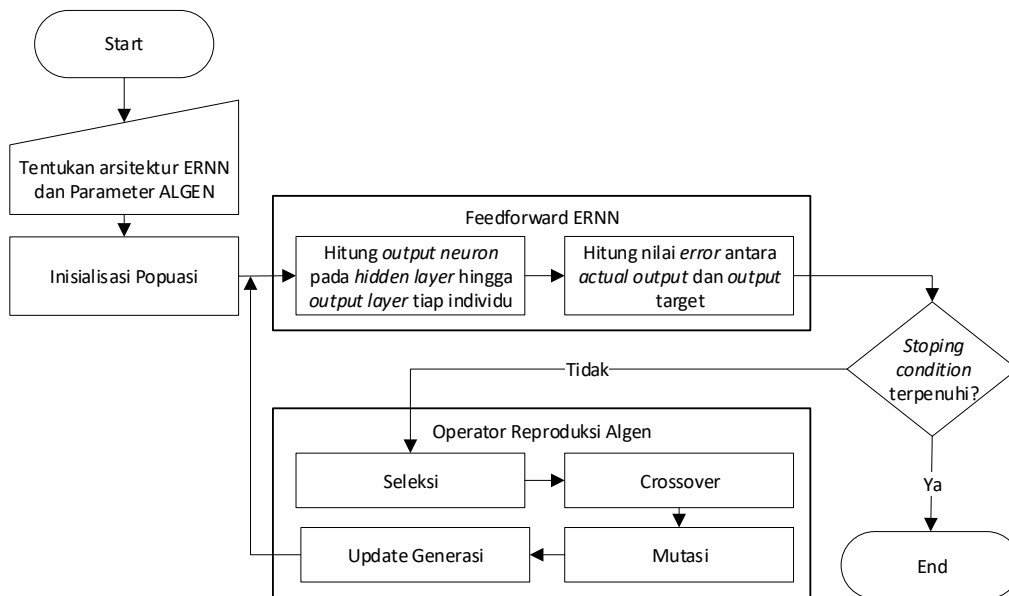 Start
Tentukan arsitektur ERNN
dan Parameter ALGEN
Inisialisasi Popuasi
Feedforward ERNN
Hitung output neuron
pada hidden layer hingga
output layer tiap individu
Hitung nilai error antara
actual output dan output
target
Stoping
condition
terpenuhi?
Tidak
Operator Reproduksi Algen
Seleksi
Crossover
Update Generasi
Mutasi
Ya
End